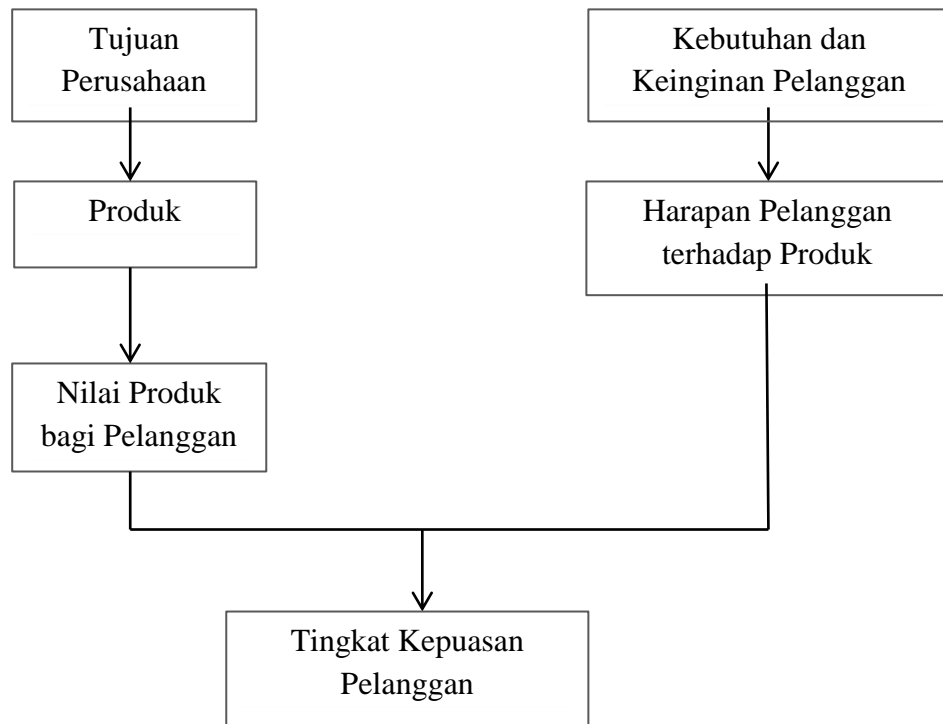 Tujuan
Perusahaan
Kebutuhan dan
Keinginan Pelanggan
Produk
Harapan Pelanggan
terhadap Produk
Nilai Produk
bagi Pelanggan
Tingkat Kepuasan
Pelanggan